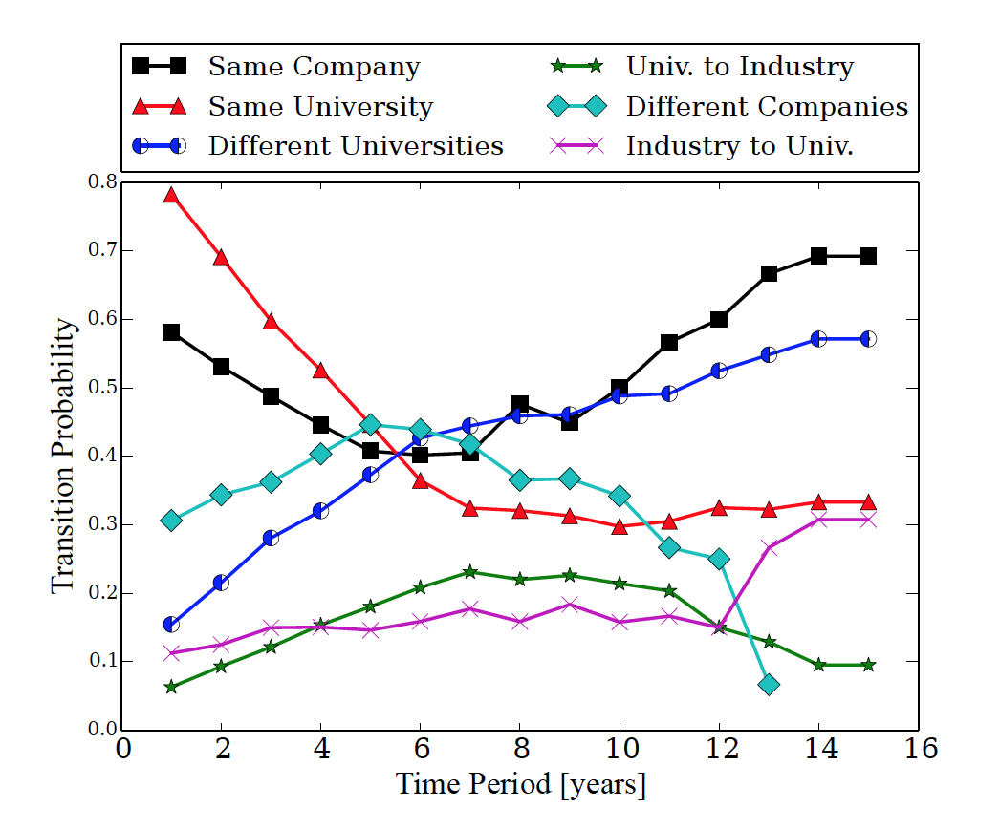 Same Company
Univ. to Industry
Same University
Different Companies
Different Universities
Industry to Univ.
0.8
0.7
0.6
0.5
0.4
0.3
0.2
0.1
0.0
Transition Probability
0 2 4 6 8 10 12 14 16
Time Period [years]